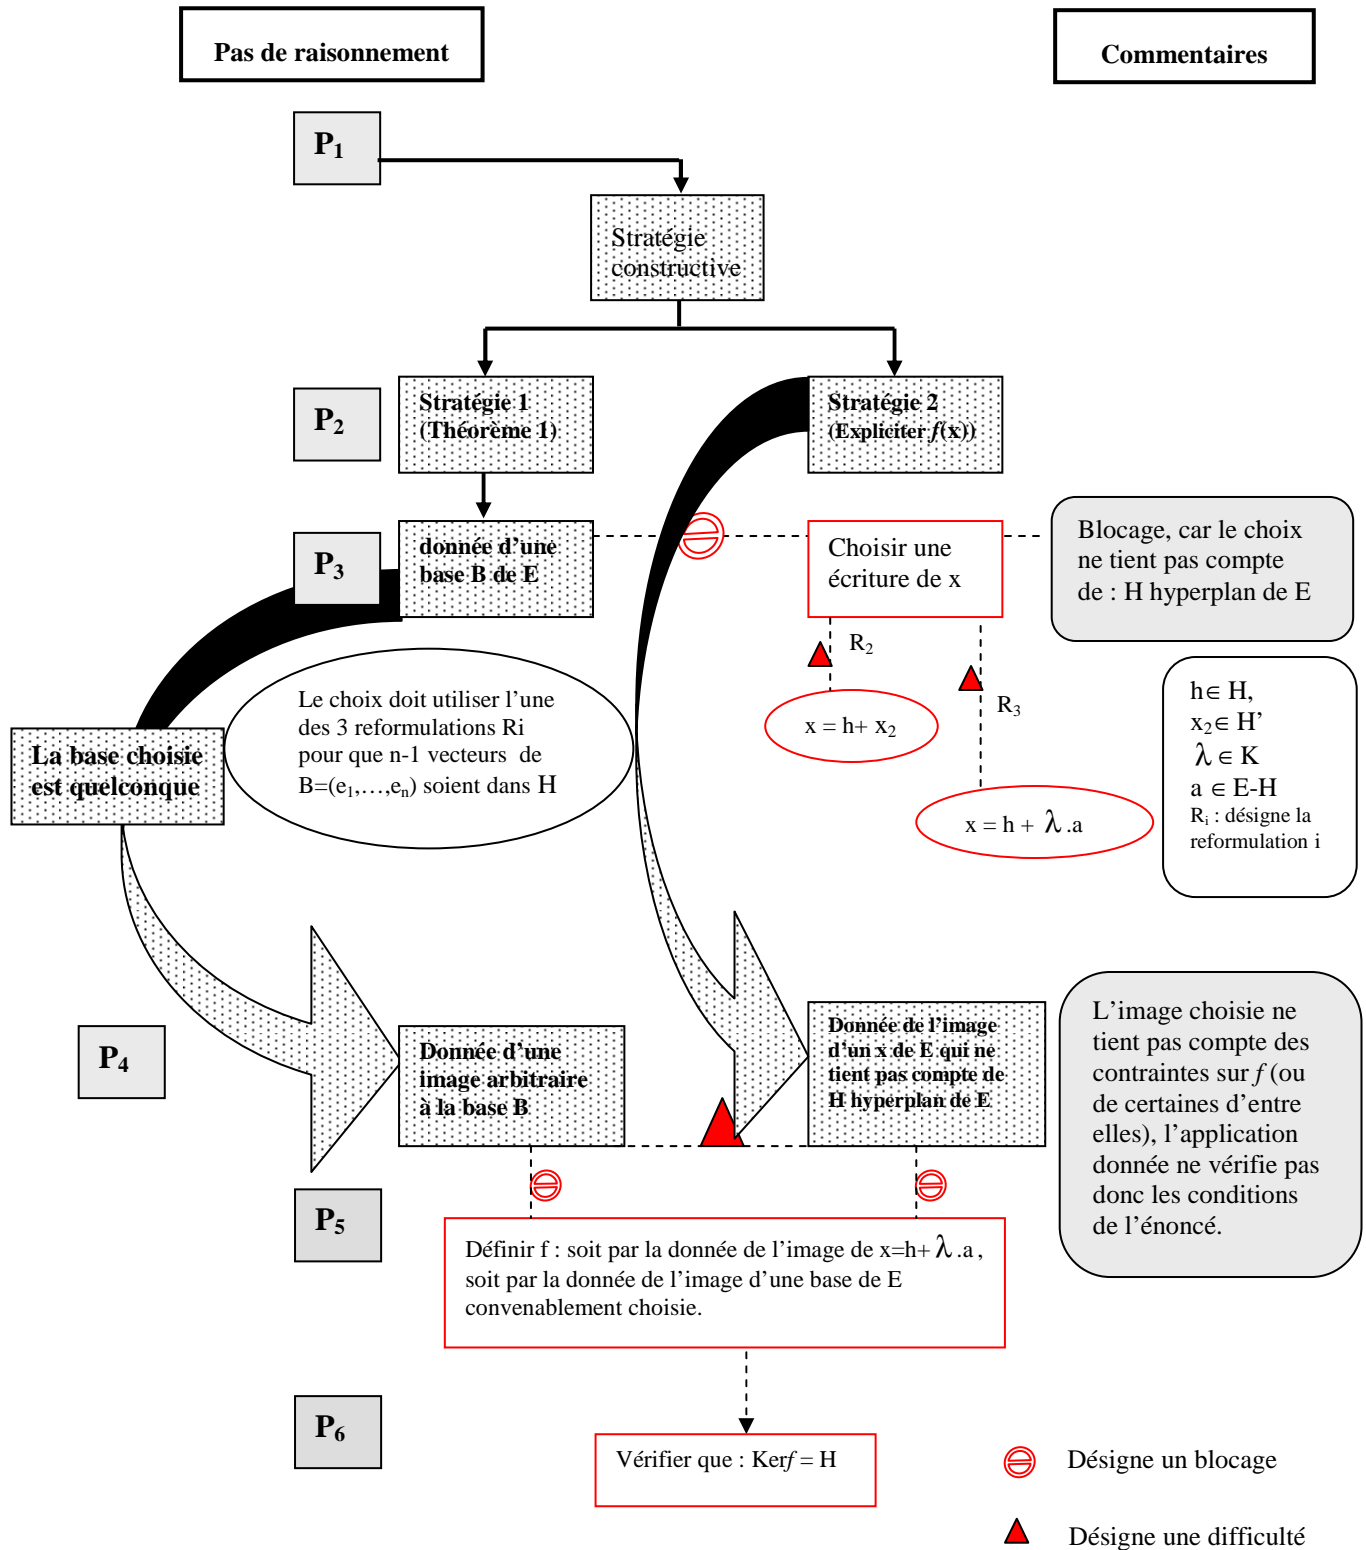 Pas de raisonnement
Commentaires
P1
Stratégie
constructive
P2
Stratégie 1
(Théorème 1)
Stratégie 2
(Expliciter f(x))
P3
donnée d'une
base B de E
Choisir une
écriture de x
Blocage, car le choix
ne tient pas compte
de : H hyperplan de E
R2
R3
x = h+ x2
x = h + λ .a
h∈ H,
x2∈ H'
λ ∈ K
a ∈ E-H
Ri : désigne la
reformulation i
Le choix doit utiliser l'une
des 3 reformulations Ri
pour que n-1 vecteurs de
B=(e1,…,en) soient dans H
La base choisie
est quelconque
P4
Donnée d'une
image arbitraire
à la base B
Donnée de l'image
d'un x de E qui ne
tient pas compte de
H hyperplan de E
L'image choisie ne
tient pas compte des
contraintes sur f (ou
de certaines d'entre
elles), l'application
donnée ne vérifie pas
donc les conditions
de l'énoncé.
P5
Définir f : soit par la donnée de l'image de x=h+ λ .a ,
soit par la donnée de l'image d'une base de E
convenablement choisie.
P6
Vérifier que : Kerf = H
Désigne un blocage
Désigne une difficulté